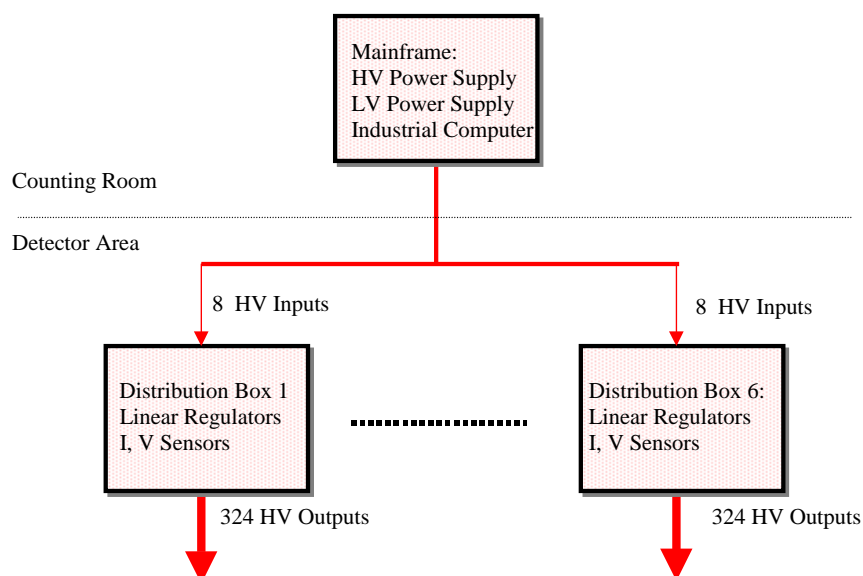 Mainframe:
HV Power Supply
LV Power Supply
Industrial Computer
Counting Room
Detector Area
8 HV Inputs
8 HV Inputs
Distribution Box 1
Linear Regulators
I, V Sensors
Distribution Box 6:
Linear Regulators
I, V Sensors
324 HV Outputs
324 HV Outputs